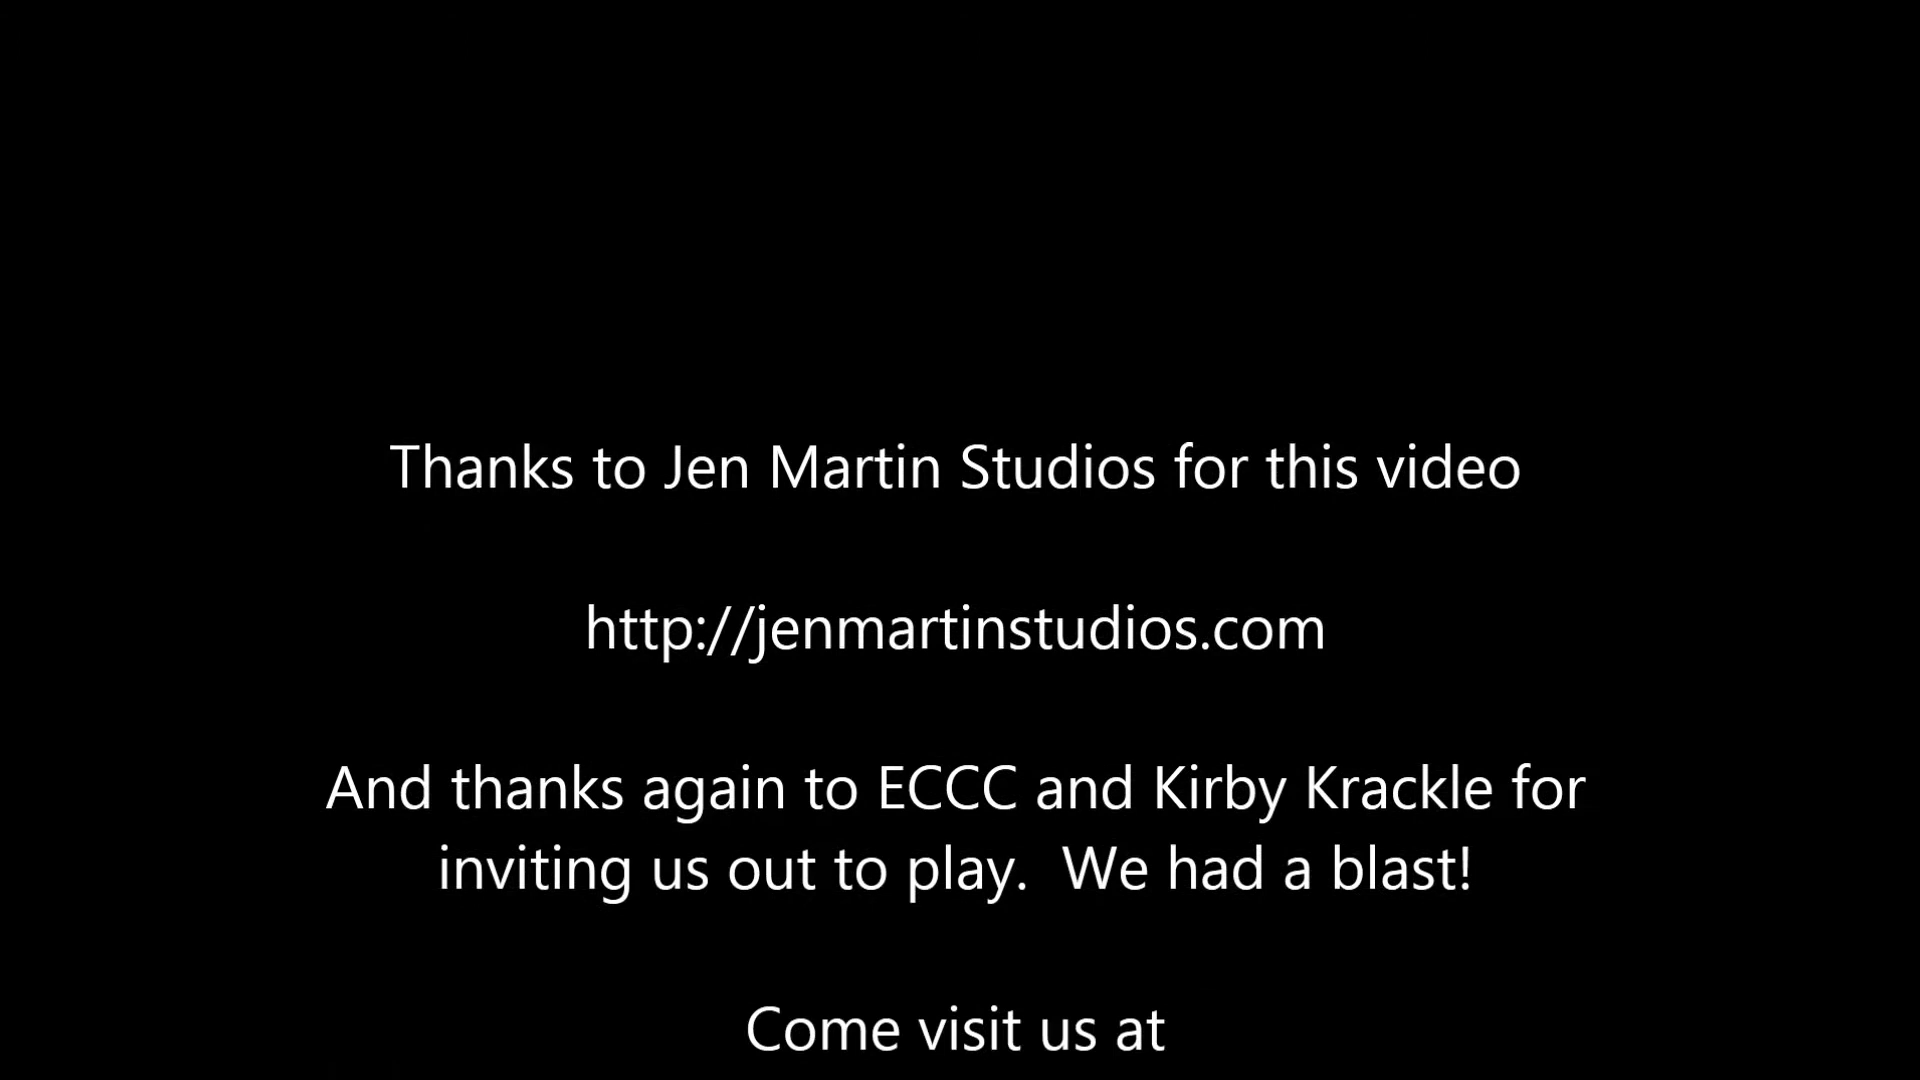 Thanks to Jen Martin Studios for this video
http://jenmartinstudios.com
And thanks again to ECCC and Kirby Krackle for
inviting us out to play.  We had a blast!
Come visit us at